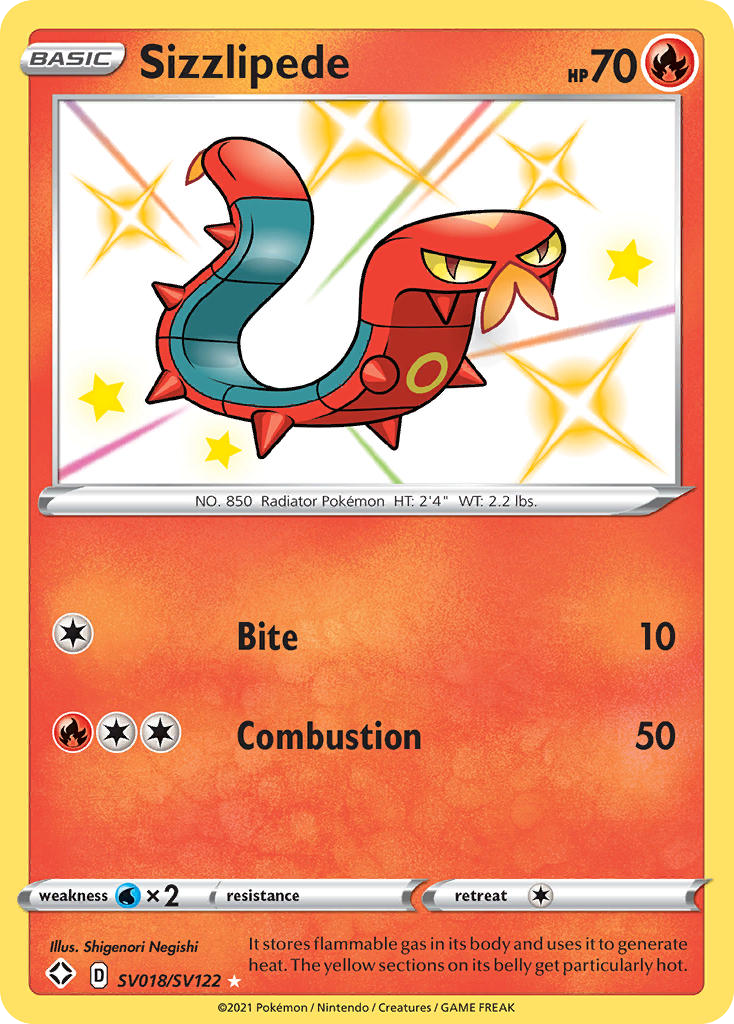 BASIC Sizzlipede HP 70
NO. 850 Radiator Pokémon HT: 2'4" WT: 2.2 lbs.
Bite 10
Combustion 50
weakness ×2 resistance retreat
Illus. Shigenori Negishi
It stores flammable gas in its body and uses it to generate
heat. The yellow sections on its belly get particularly hot.
D SV018/SV122
©2021 Pokémon / Nintendo / Creatures / GAME FREAK